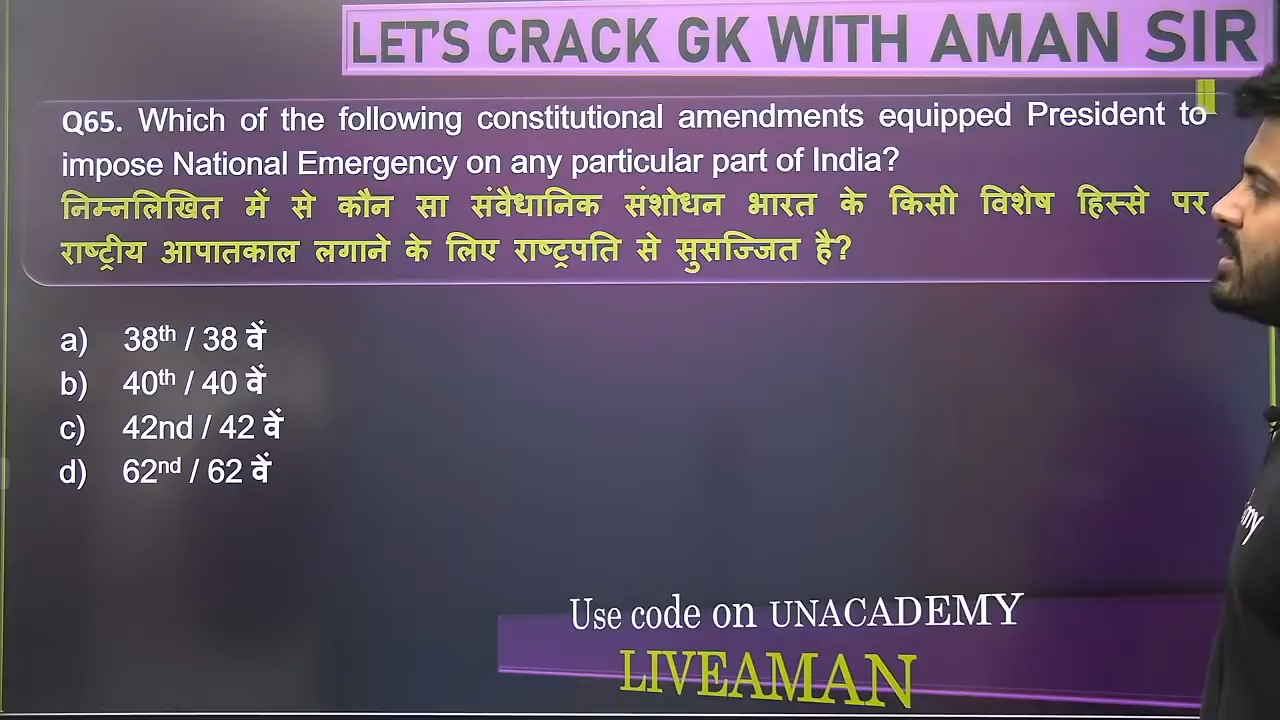 LET'S CRACK GK WITH AMAN SIR
Q65. Which of the following constitutional amendments equipped President to
impose National Emergency on any particular part of India?
निम्नलिखित में से कौन सा संवैधानिक संशोधन भारत के किसी विशेष हिस्से पर
राष्ट्रीय आपातकाल लगाने के लिए राष्ट्रपति से सुसज्जित है?
a) 38th / 38 वें
b) 40th / 40 वें
c) 42nd / 42 वें
d) 62nd / 62 वें
Use code on UNACADEMY
LIVEAMAN